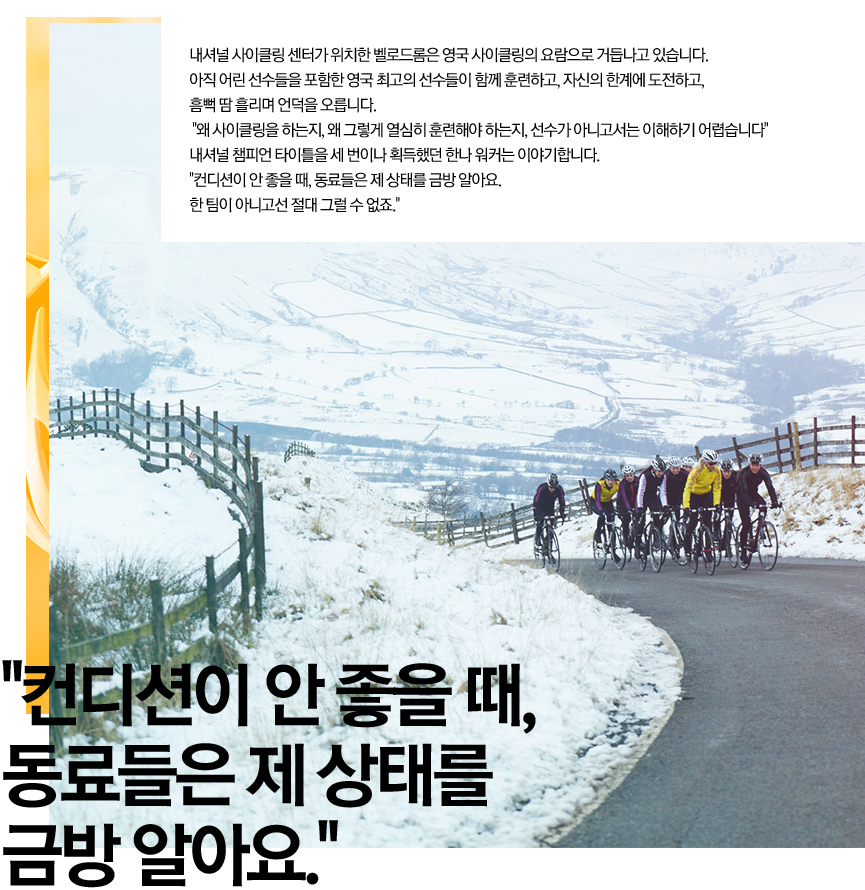 내셔널 사이클링 센터가 위치한 벨로드롬은 영국 사이클링의 요람으로 거듭나고 있습니다.
아직 어린 선수들을 포함한 영국 최고의 선수들이 함께 훈련하고, 자신의 한계에 도전하고,
흠뻑 땀 흘리며 언덕을 오릅니다.
"왜 사이클링을 하는지, 왜 그렇게 열심히 훈련해야 하는지, 선수가 아니고서는 이해하기 어렵습니다"
내셔널 챔피언 타이틀을 세 번이나 획득했던 한나 워커는 이야기합니다.
"컨디션이 안 좋을 때, 동료들은 제 상태를 금방 알아요.
한 팀이 아니고선 절대 그럴 수 없죠."
"컨디션이 안 좋을 때,
동료들은 제 상태를
금방 알아요."